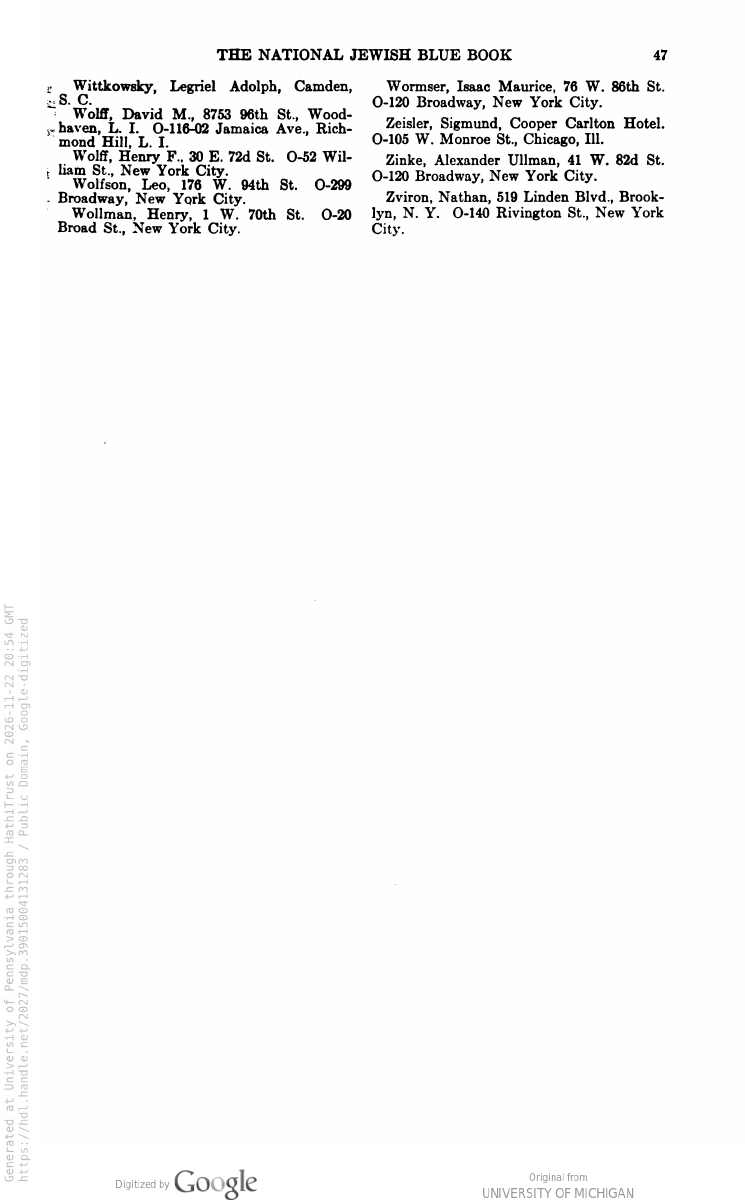 THE NATIONAL JEWISH BLUE BOOK 47
Wittkowsky, Legriel Adolph, Camden,
S. C.
Wolff, David M., 8753 96th St., Wood-
haven, L. I. O-116-02 Jamaica Ave., Rich-
mond Hill, L. I.
Wolff, Henry F., 30 E. 72d St. O-52 Wil-
liam St., New York City.
Wolfson, Leo, 176 W. 94th St. O-299
Broadway, New York City.
Wollman, Henry, 1 W. 70th St. O-20
Broad St., New York City.
Wormser, Isaac Maurice, 76 W. 86th St.
O-120 Broadway, New York City.
Zeisler, Sigmund, Cooper Carlton Hotel.
O-105 W. Monroe St., Chicago, Ill.
Zinke, Alexander Ullman, 41 W. 82d St.
O-120 Broadway, New York City.
Zviron, Nathan, 519 Linden Blvd., Brook-
lyn, N. Y. O-140 Rivington St., New York
City.
Generated at University of Pennsylvania through HathiTrust on 2026-11-22 20:54 GMT
https://hdl.handle.net/2027/mdp.39015004131283 / Public Domain, Google-digitized
Digitized by Google
Original from
UNIVERSITY OF MICHIGAN